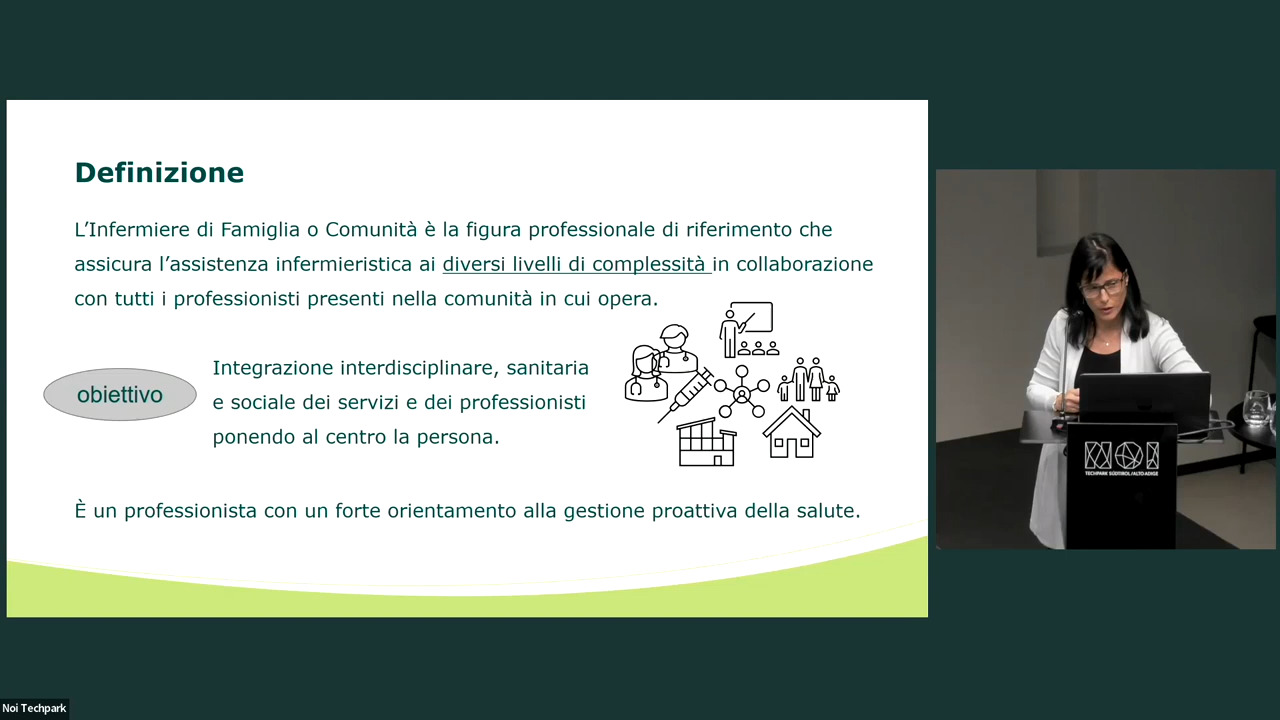 Definizione
L’Infermiere di Famiglia o Comunità è la figura professionale di riferimento che
assicura l’assistenza infermieristica ai diversi livelli di complessità in collaborazione
con tutti i professionisti presenti nella comunità in cui opera.
obiettivo
Integrazione interdisciplinare, sanitaria
e sociale dei servizi e dei professionisti
ponendo al centro la persona.
È un professionista con un forte orientamento alla gestione proattiva della salute.
NOI
TECHPARK SÜDTIROL/ALTO ADIGE
Noi Techpark